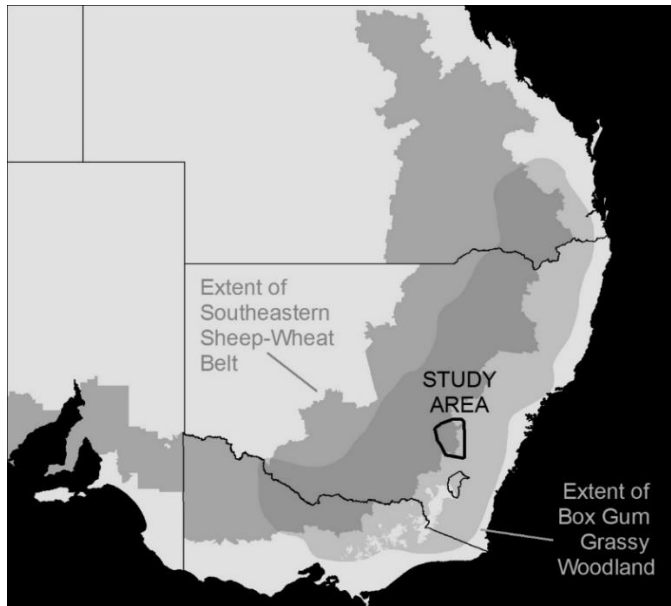 Extent of
Southeastern
Sheep-Wheat
Belt
STUDY
AREA
Extent of
Box Gum
Grassy
Woodland